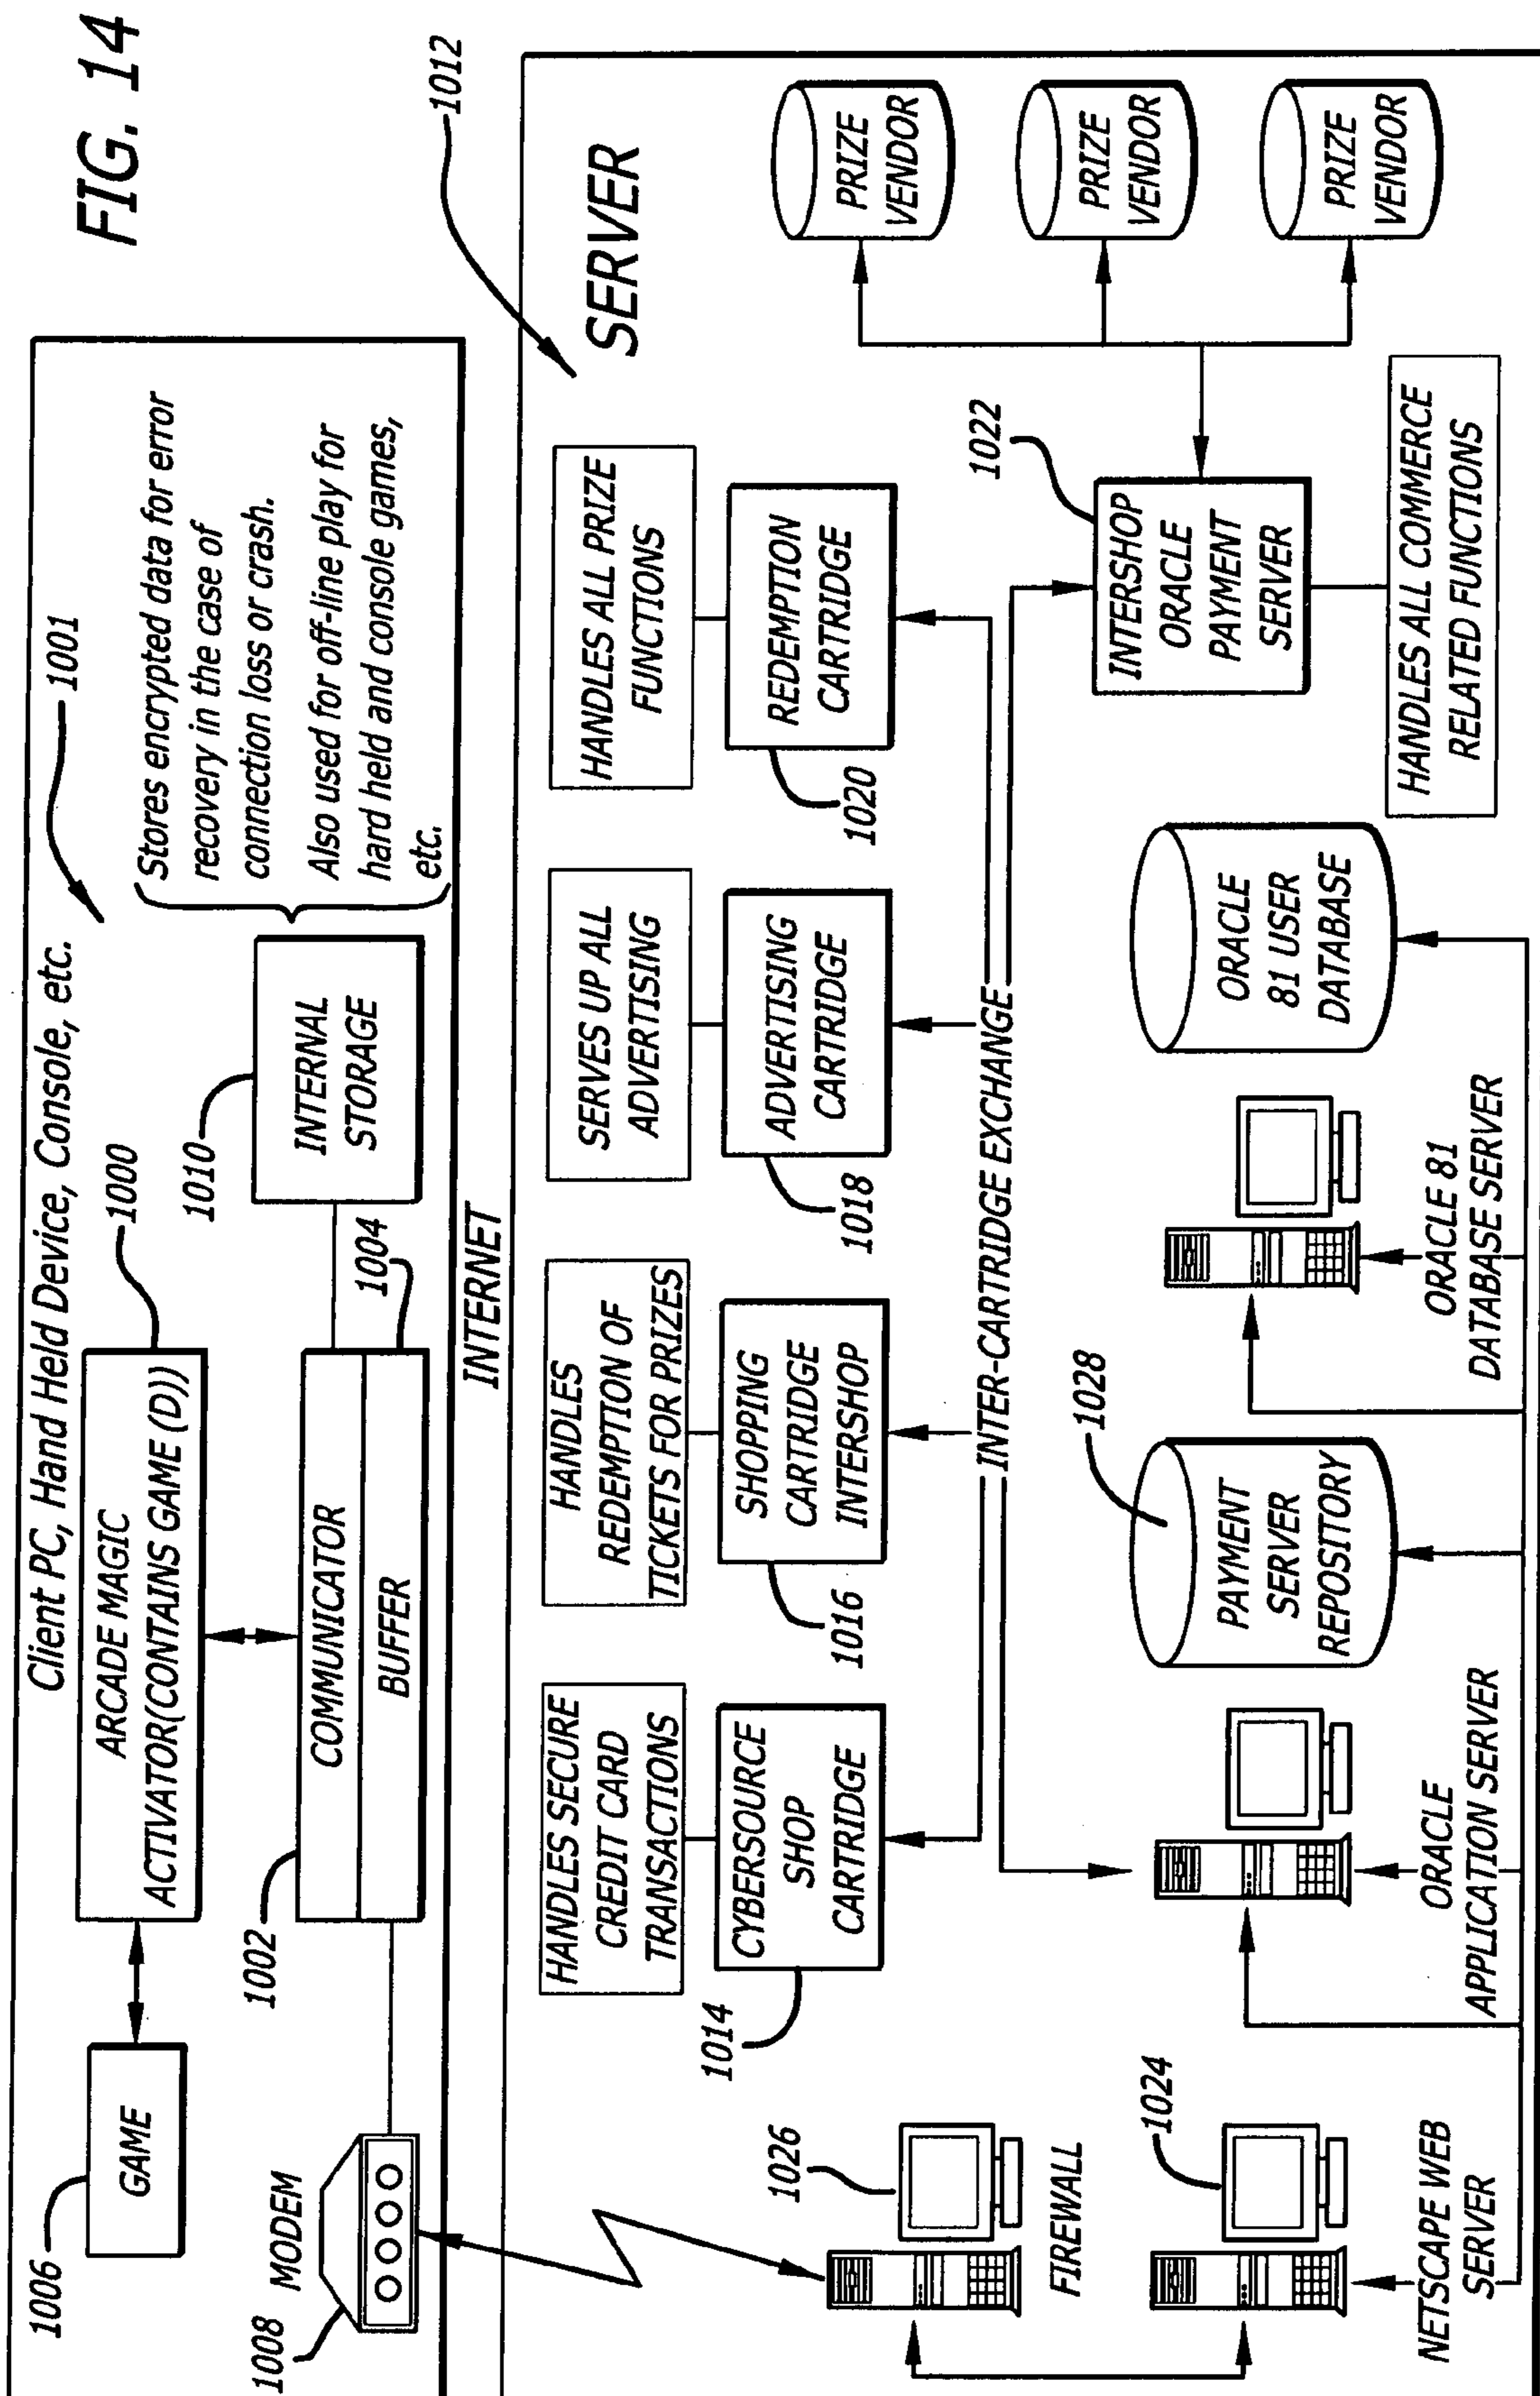 FIG. 14
Client PC, Hand Held Device, Console, etc.
1001
1006
GAME
ARCADE MAGIC
ACTIVATOR(CONTAINS GAME (D))
1000
1002
COMMUNICATOR
BUFFER
1004
1010
INTERNAL
STORAGE
Stores encrypted data for error
recovery in the case of
connection loss or crash.
Also used for off-line play for
hard held and console games,
etc.
1008
MODEM
INTERNET
1012
SERVER
HANDLES SECURE
CREDIT CARD
TRANSACTIONS
CYBERSOURCE
SHOP
CARTRIDGE
1014
HANDLES
REDEMPTION OF
TICKETS FOR PRIZES
SHOPPING
CARTRIDGE
INTERSHOP
1016
SERVES UP ALL
ADVERTISING
ADVERTISING
CARTRIDGE
1018
HANDLES ALL PRIZE
FUNCTIONS
REDEMPTION
CARTRIDGE
1020
PRIZE
VENDOR
PRIZE
VENDOR
PRIZE
VENDOR
INTER-CARTRIDGE EXCHANGE
1022
INTERSHOP
ORACLE
PAYMENT
SERVER
HANDLES ALL COMMERCE
RELATED FUNCTIONS
1026
FIREWALL
1024
NETSCAPE WEB
SERVER
ORACLE
APPLICATION SERVER
1028
PAYMENT
SERVER
REPOSITORY
ORACLE 81
DATABASE SERVER
ORACLE
81 USER
DATABASE